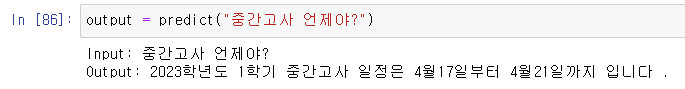 In [86]: output = predict("중간고사 언제야?")
Input: 중간고사 언제야?
Output: 2023학년도 1학기 중간고사 일정은 4월17일부터 4월21일까지 입니다 .